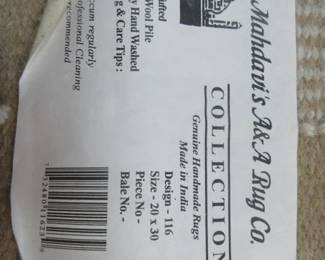 Mahdavi's A&A Rug Co.
COLLECTION
Genuine Handmade Rugs
Made in India
Design - 116
Size - 20 x 30
Piece No -
Bale No. -
Wool Pile
Hand Washed
& Care Tips :
regularly
Cleaning
recommended